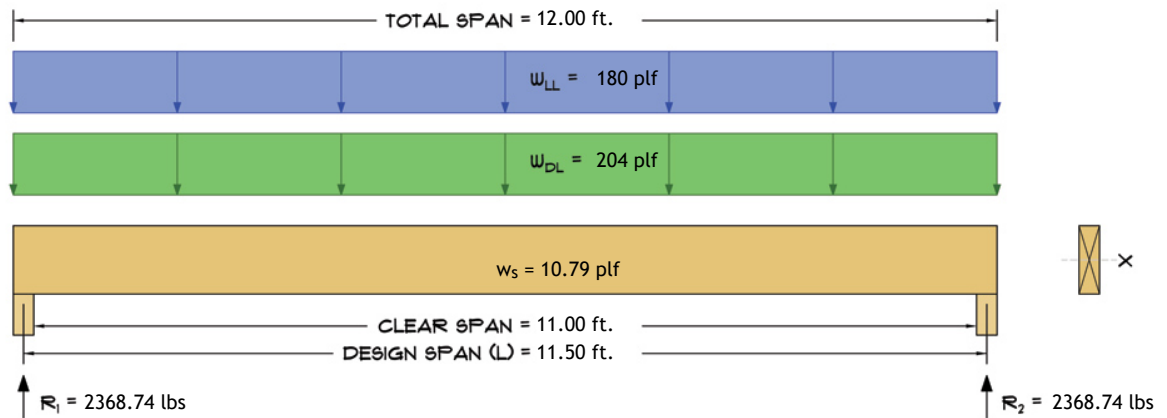 TOTAL SPAN = 12.00 ft.
wLL = 180 plf
wDL = 204 plf
ws = 10.79 plf
X
CLEAR SPAN = 11.00 ft.
DESIGN SPAN (L) = 11.50 ft.
R1 = 2368.74 lbs
R2 = 2368.74 lbs